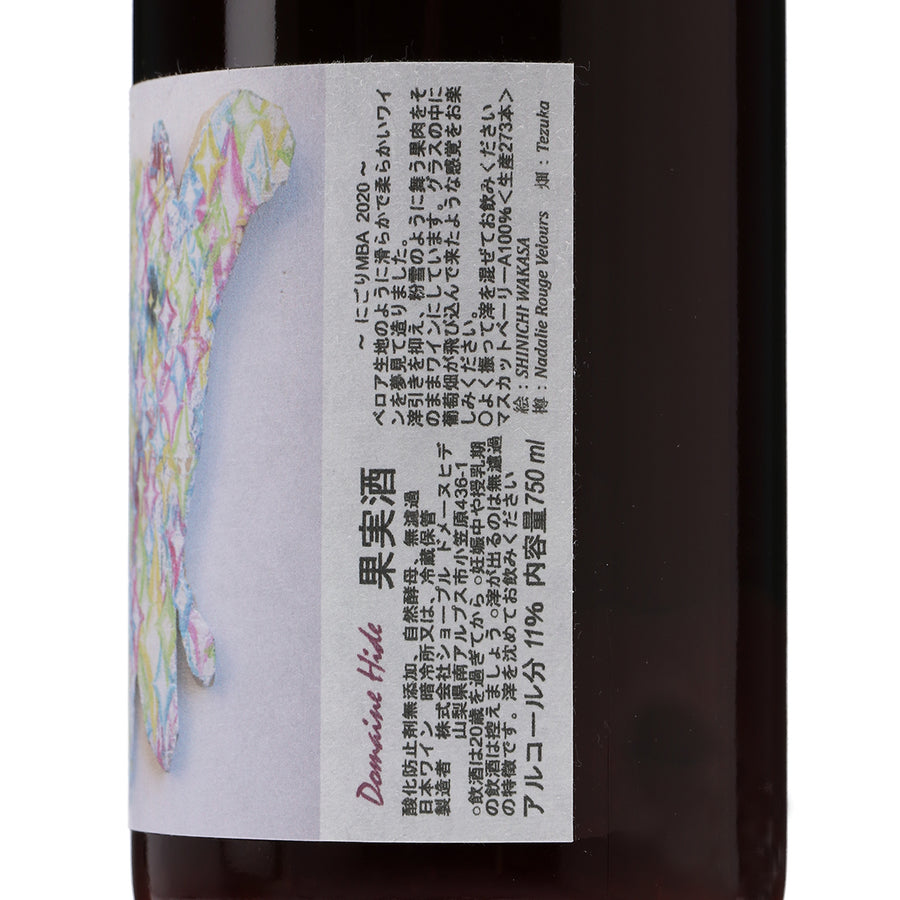 Domaine Hide 果実酒
酸化防止剤無添加、自然酵母、無濾過
日本ワイン 暗冷所又は、冷蔵保管
製造者 株式会社ショープル ドメーヌヒデ
山梨県南アルプス市小笠原436-1
○飲酒は20歳を過ぎてから○妊娠中や授乳期
の飲酒は控えましょう○滓が出るのは無濾過
の特徴です。滓を沈めてお飲みください
アルコール分 11% 内容量750 ml
～ にごりMBA 2020 ～
ベロア生地のように滑らかで柔らかいワイ
ンを夢見て造りました。
滓引きを抑え、粉雪のように舞う果肉をそ
のままワインにしています。グラスの中に
葡萄畑が飛び込んで来たような感覚をお楽
しみください。
○よく振って滓を混ぜてお飲みください
マスカットベーリーA100%＜生産273本＞
絵：SHINICHI WAKASA
樽：Nadalie Rouge Velours 畑：Tezuka